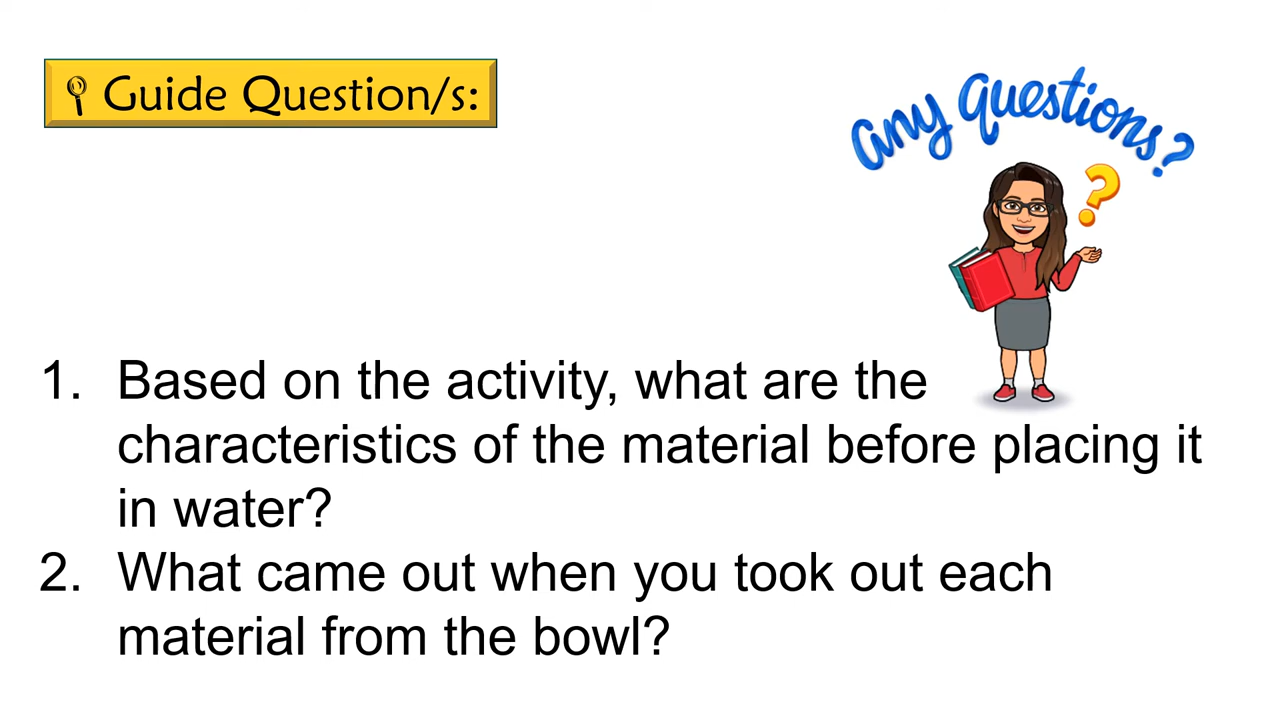 Guide Question/s:
any questions?
1. Based on the activity, what are the
characteristics of the material before placing it
in water?
2. What came out when you took out each
material from the bowl?